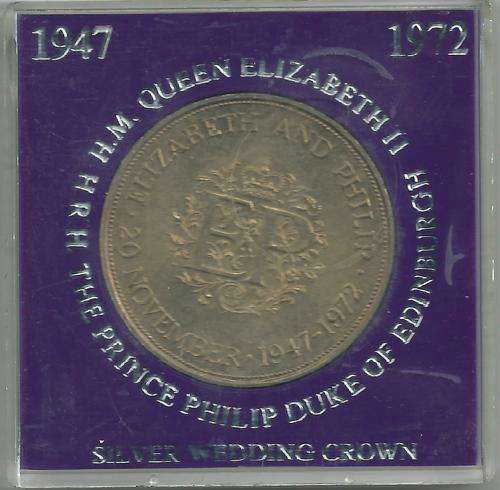 1947 1972
H.M. QUEEN ELIZABETH II
H R H THE PRINCE PHILIP DUKE OF EDINBURGH
ELIZABETH AND PHILIP
· 20 NOVEMBER · 1947-1972 ·
EP
SILVER WEDDING CROWN